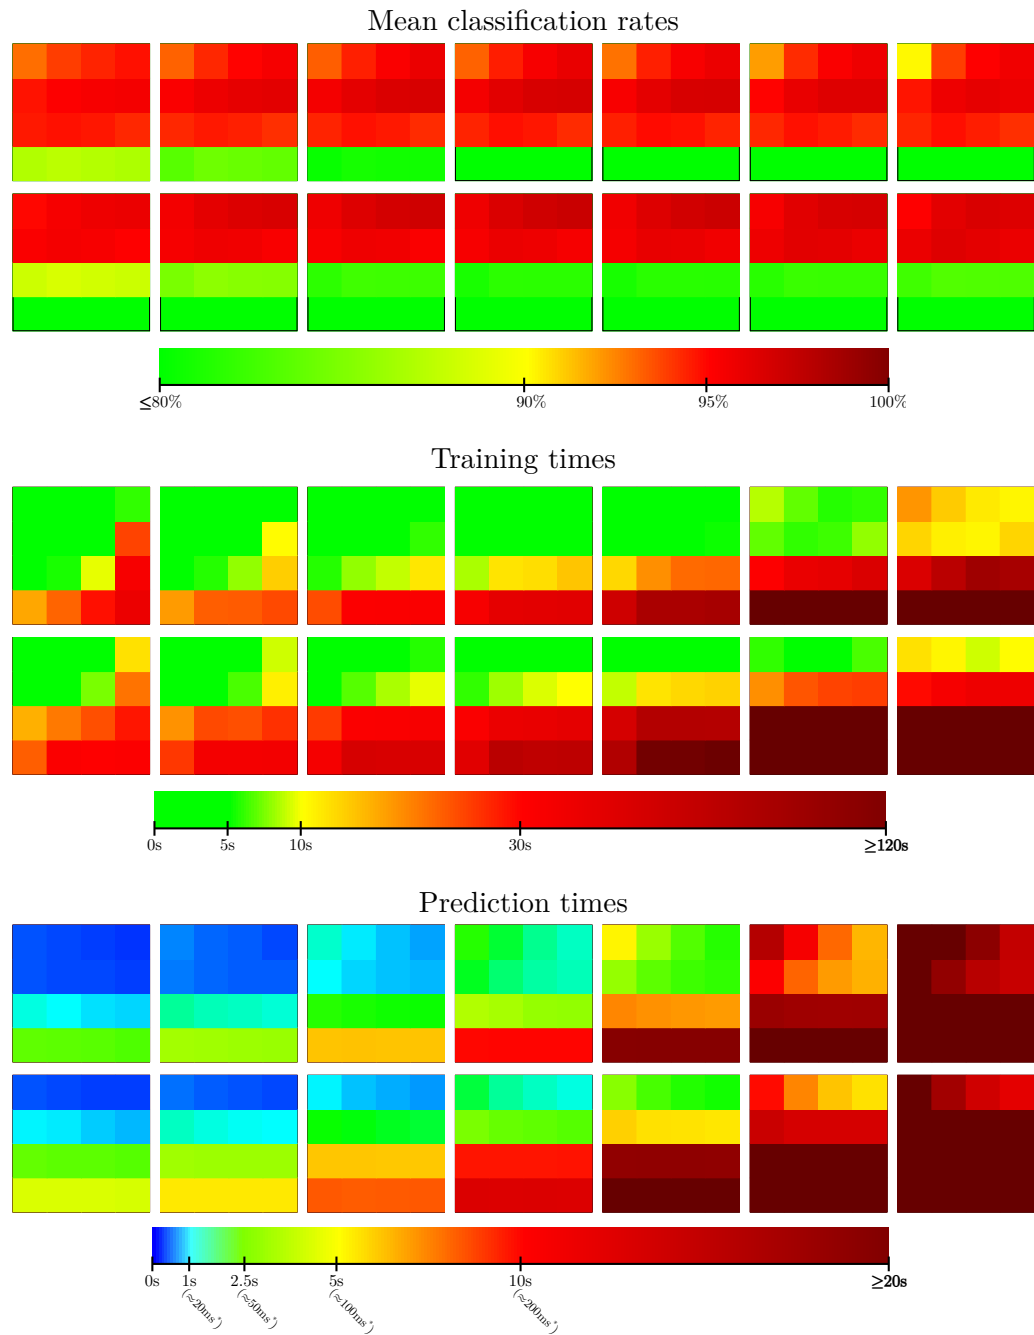 Mean classification rates
≤80% 90% 95% 100%
Training times
0s 5s 10s 30s ≥120s
Prediction times
0s 1s 2.5s 5s 10s ≥20s
(≈20ms*) (≈50ms*) (≈100ms*) (≈200ms*)